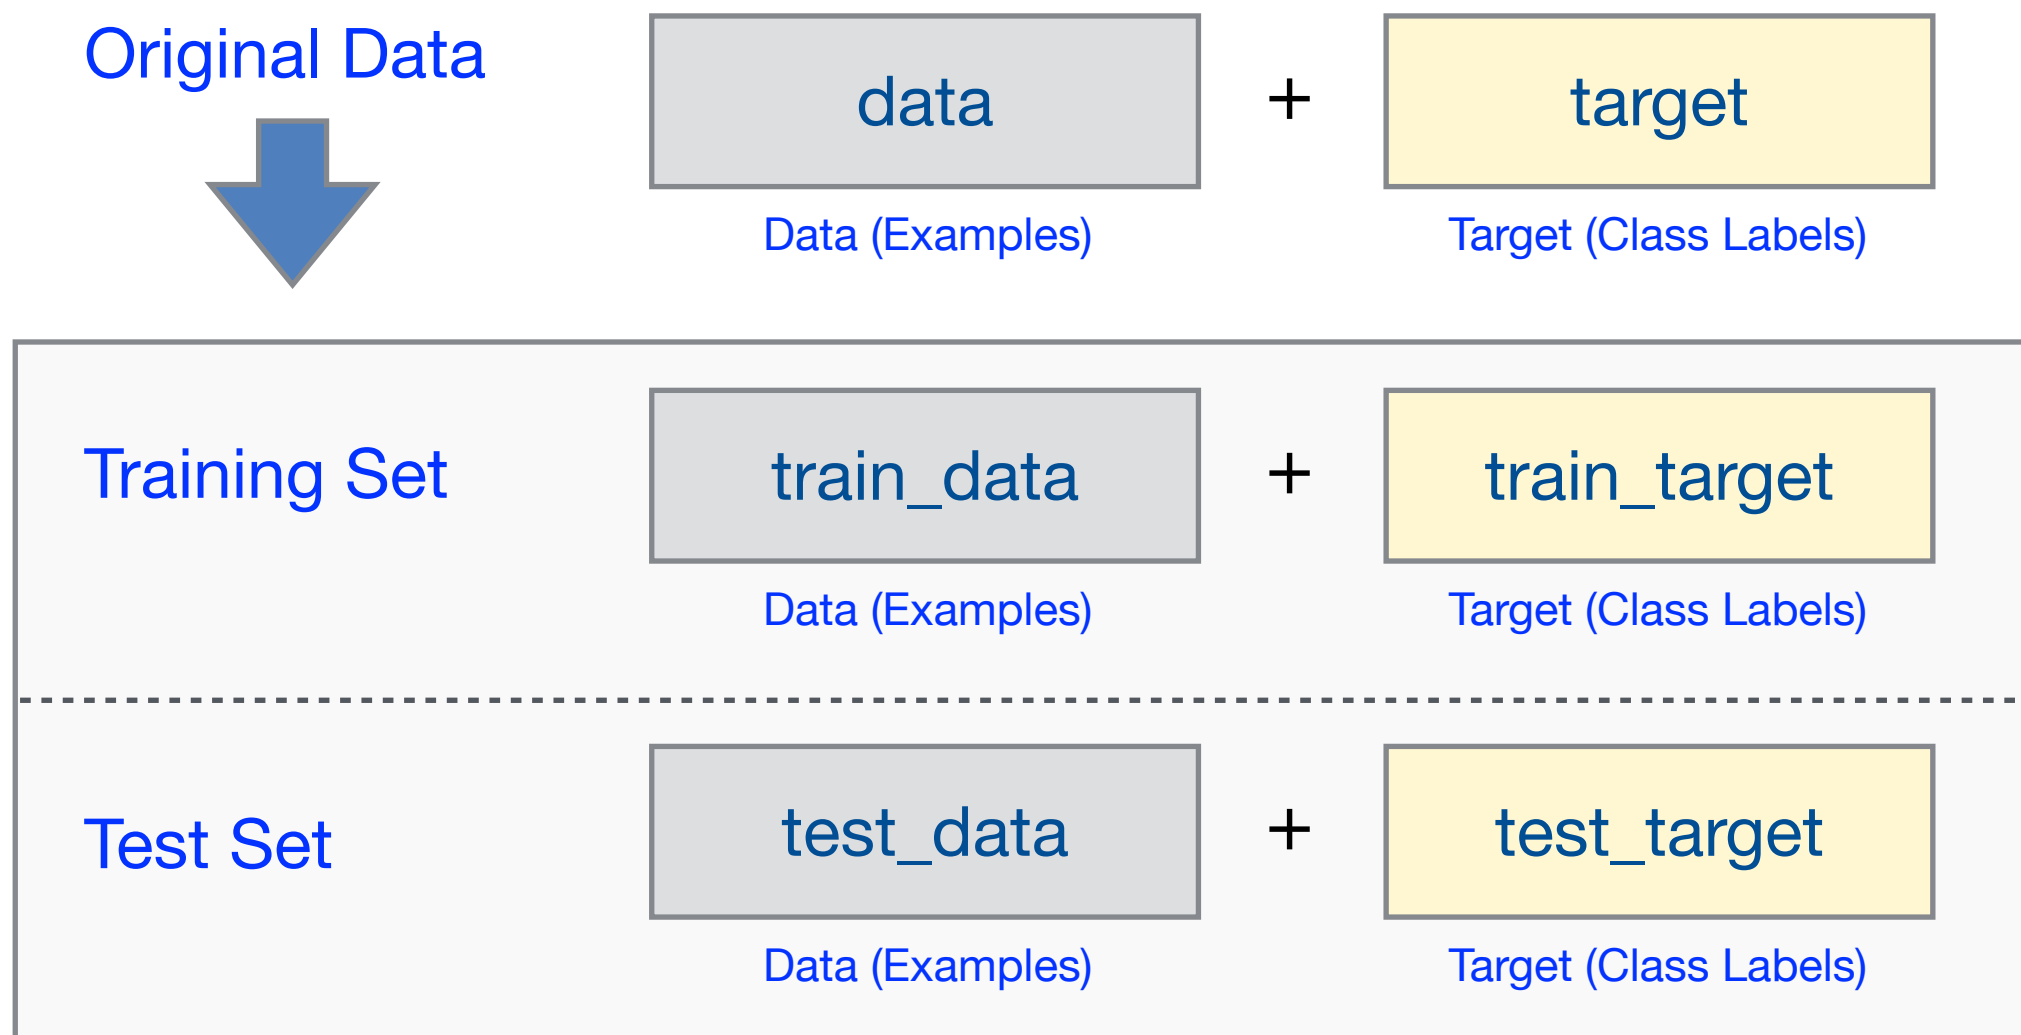 Original Data
data + target
Data (Examples) Target (Class Labels)
Training Set
train_data + train_target
Data (Examples) Target (Class Labels)
Test Set
test_data + test_target
Data (Examples) Target (Class Labels)